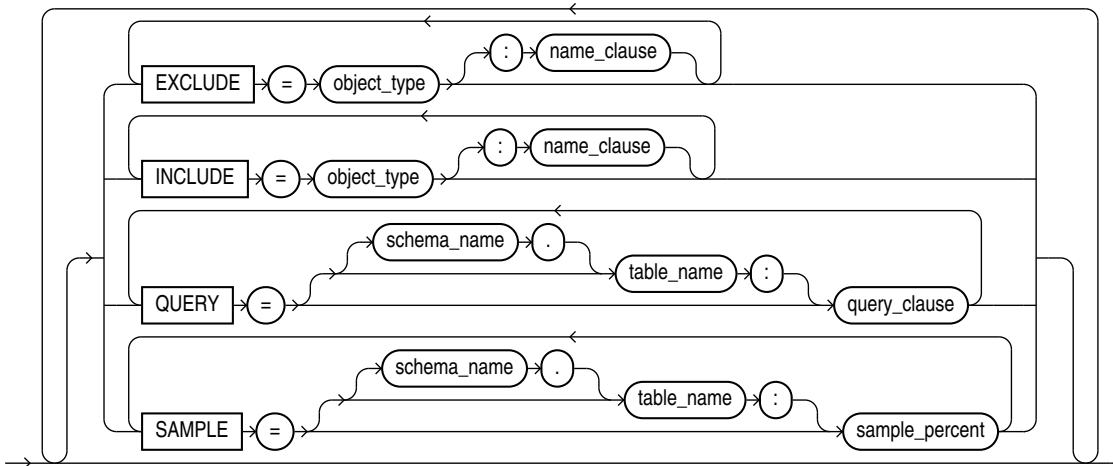 : name_clause
EXCLUDE = object_type
: name_clause
INCLUDE = object_type
schema_name .
table_name :
QUERY = query_clause
schema_name .
table_name :
SAMPLE = sample_percent